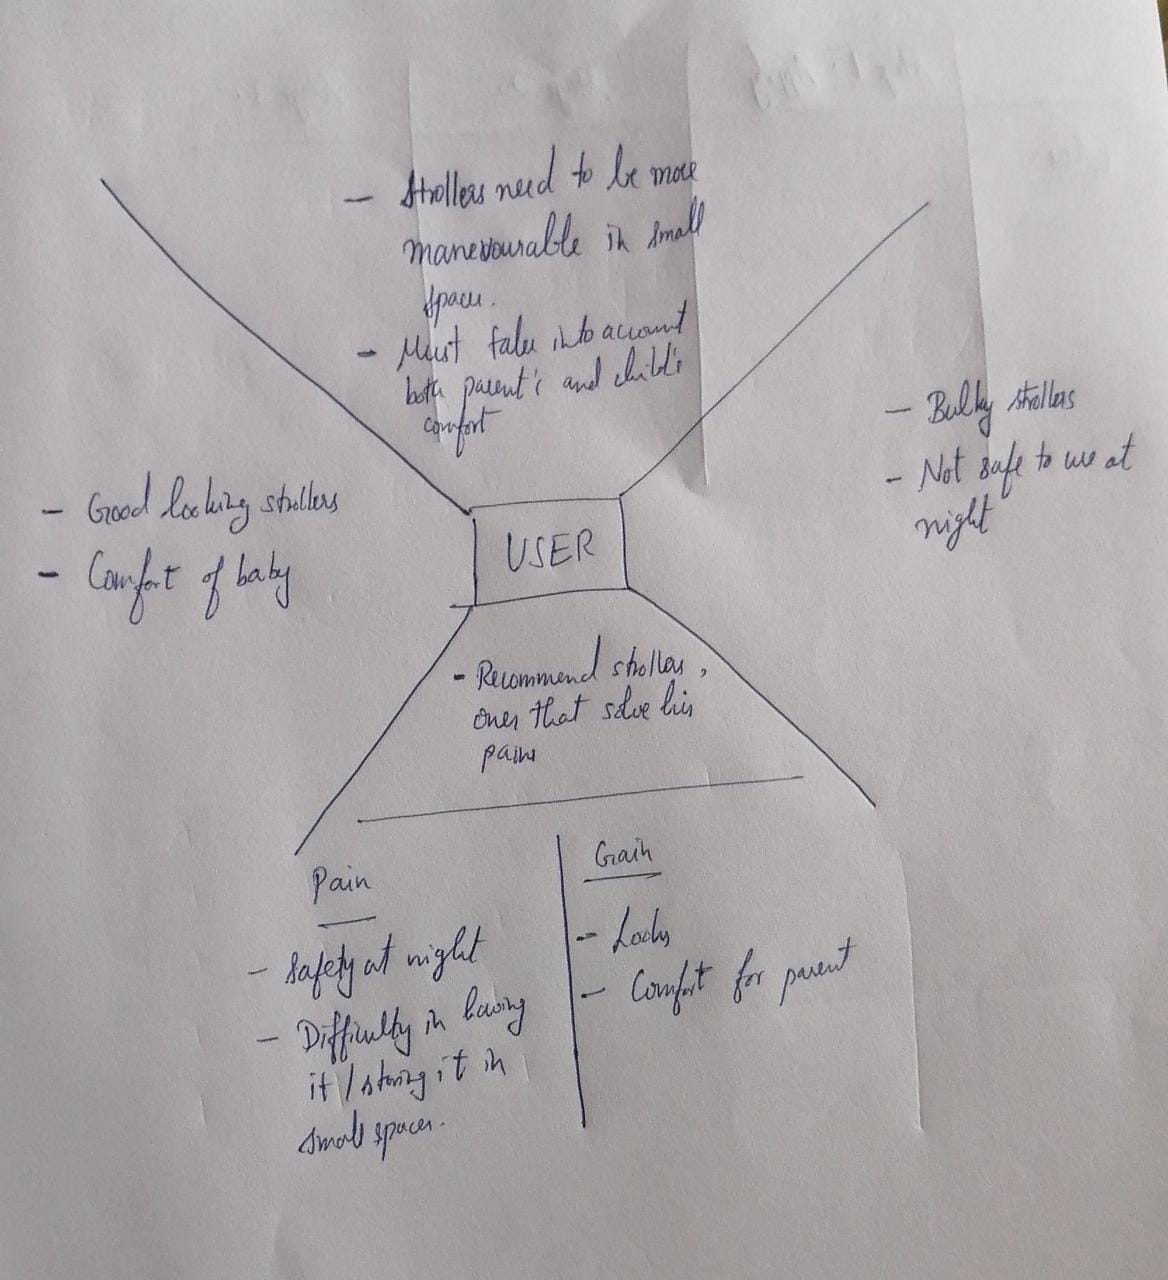 - Strollers need to be more
manevourable in small
spaces.
- Must take into account
both parent's and child's
comfort
- Bulky strollers
- Not safe to use at
night
- Good looking strollers
- Comfort of baby
USER
- Recommend strollers,
ones that solve his
pains
Pain
- Safety at night
- Difficulty in having
it / storing it in
small spaces.
Gain
- Looks
- Comfort for parent